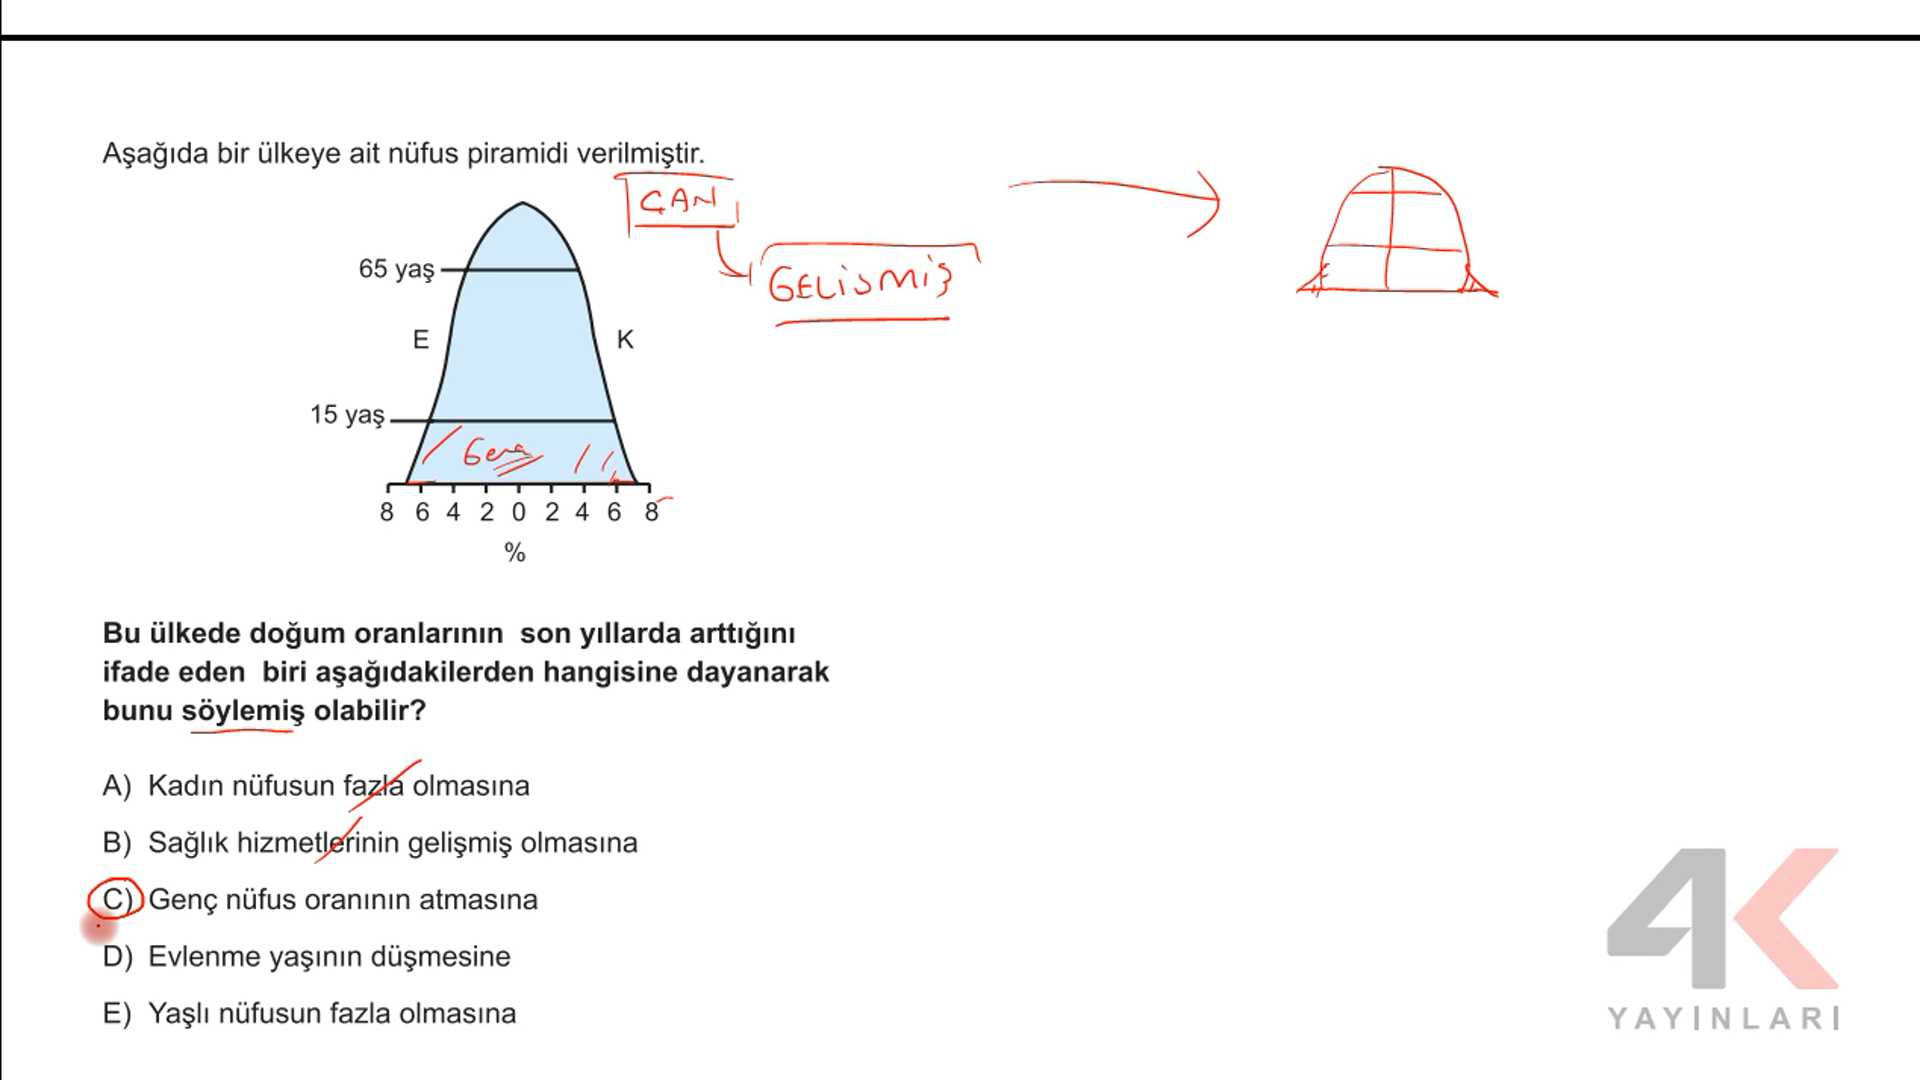 Aşağıda bir ülkeye ait nüfus piramidi verilmiştir.
ÇAN
GELİŞMİŞ
65 yaş
E K
15 yaş
Genç
8 6 4 2 0 2 4 6 8
%
Bu ülkede doğum oranlarının son yıllarda arttığını
ifade eden biri aşağıdakilerden hangisine dayanarak
bunu söylemiş olabilir?
A) Kadın nüfusun fazla olmasına
B) Sağlık hizmetlerinin gelişmiş olmasına
C) Genç nüfus oranının atmasına
D) Evlenme yaşının düşmesine
E) Yaşlı nüfusun fazla olmasına
4K
YAYINLARI